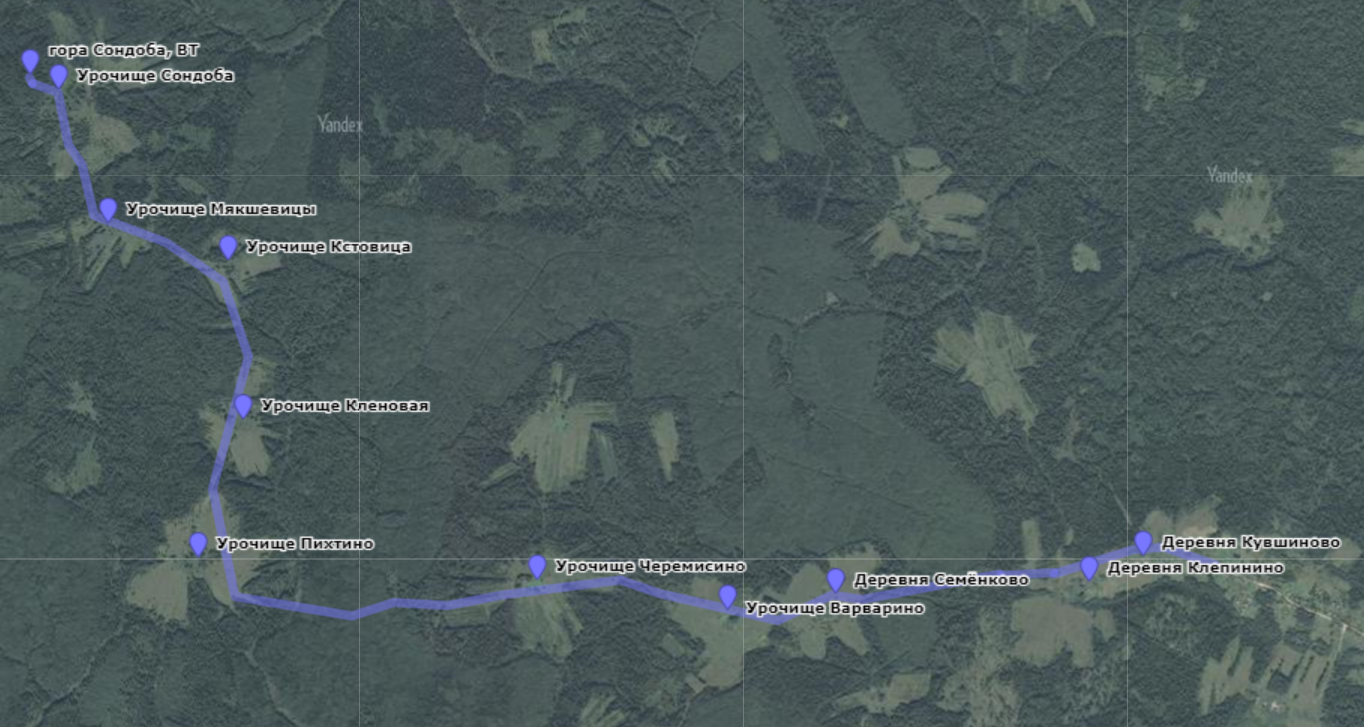 гора Сондоба, ВТ
Урочище Сондоба
Yandex
Yandex
Урочище Мякшевицы
Урочище Кстовица
Урочище Кленовая
Урочище Пихтино
Деревня Кувшиново
Урочище Черемисино
Деревня Клепинино
Деревня Семёнково
Урочище Варварино